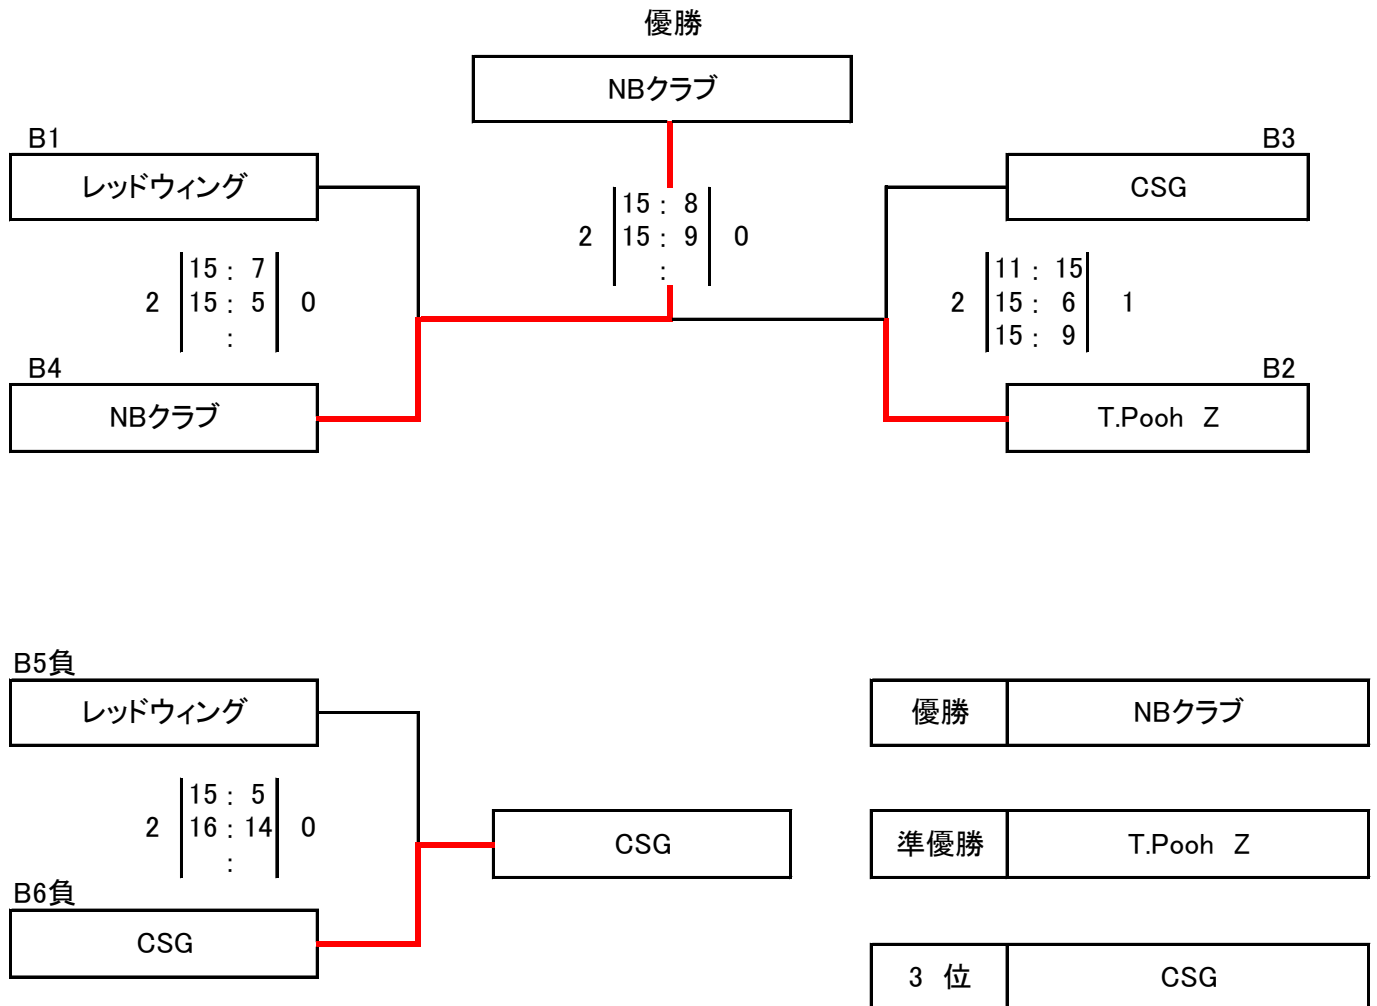 優勝
NBクラブ
B1
B3
レッドウィング
CSG
15 : 8
2 15 : 9 0
:
15 : 7
2 15 : 5 0
:
11 : 15
2 15 : 6 1
15 : 9
B4
B2
NBクラブ
T.Pooh Z
B5負
レッドウィング
優勝 NBクラブ
15 : 5
2 16 : 14 0
:
CSG
準優勝 T.Pooh Z
B6負
CSG
3 位 CSG